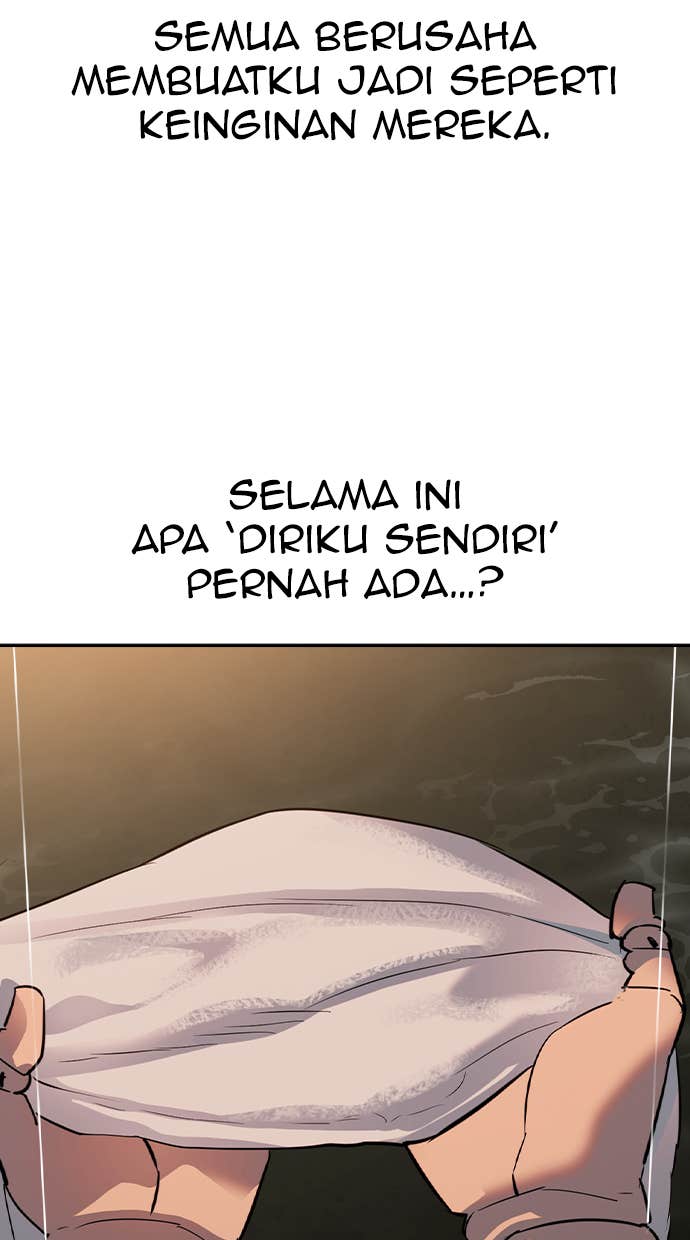 SEMUA BERUSAHA
MEMBUATKU JADI SEPERTI
KEINGINAN MEREKA.
SELAMA INI
APA ‘DIRIKU SENDIRI’
PERNAH ADA...?